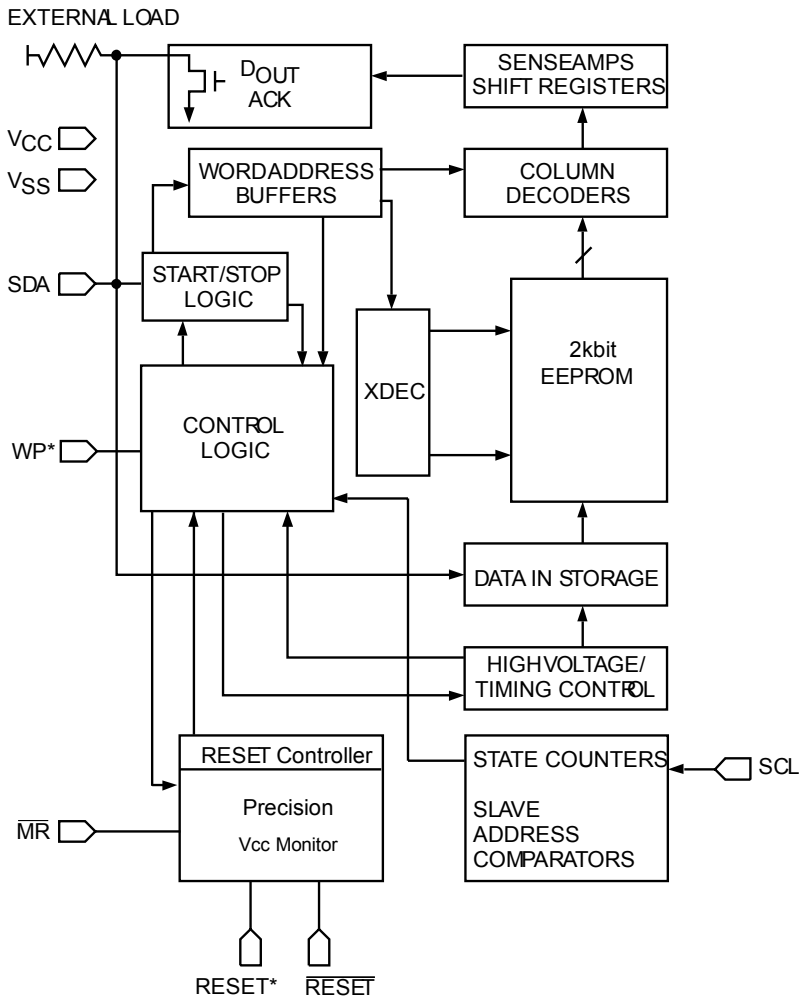 EXTERNAL LOAD
DOUT
ACK
SENSEAMPS
SHIFT REGISTERS
VCC
VSS
WORDADDRESS
BUFFERS
COLUMN
DECODERS
SDA
START/STOP
LOGIC
2kbit
EEPROM
XDEC
WP*
CONTROL
LOGIC
DATA IN STORAGE
HIGHVOLTAGE/
TIMING CONTROL
RESET Controller
Precision
Vcc Monitor
STATE COUNTERS
SLAVE
ADDRESS
COMPARATORS
SCL
MR
RESET*
RESET